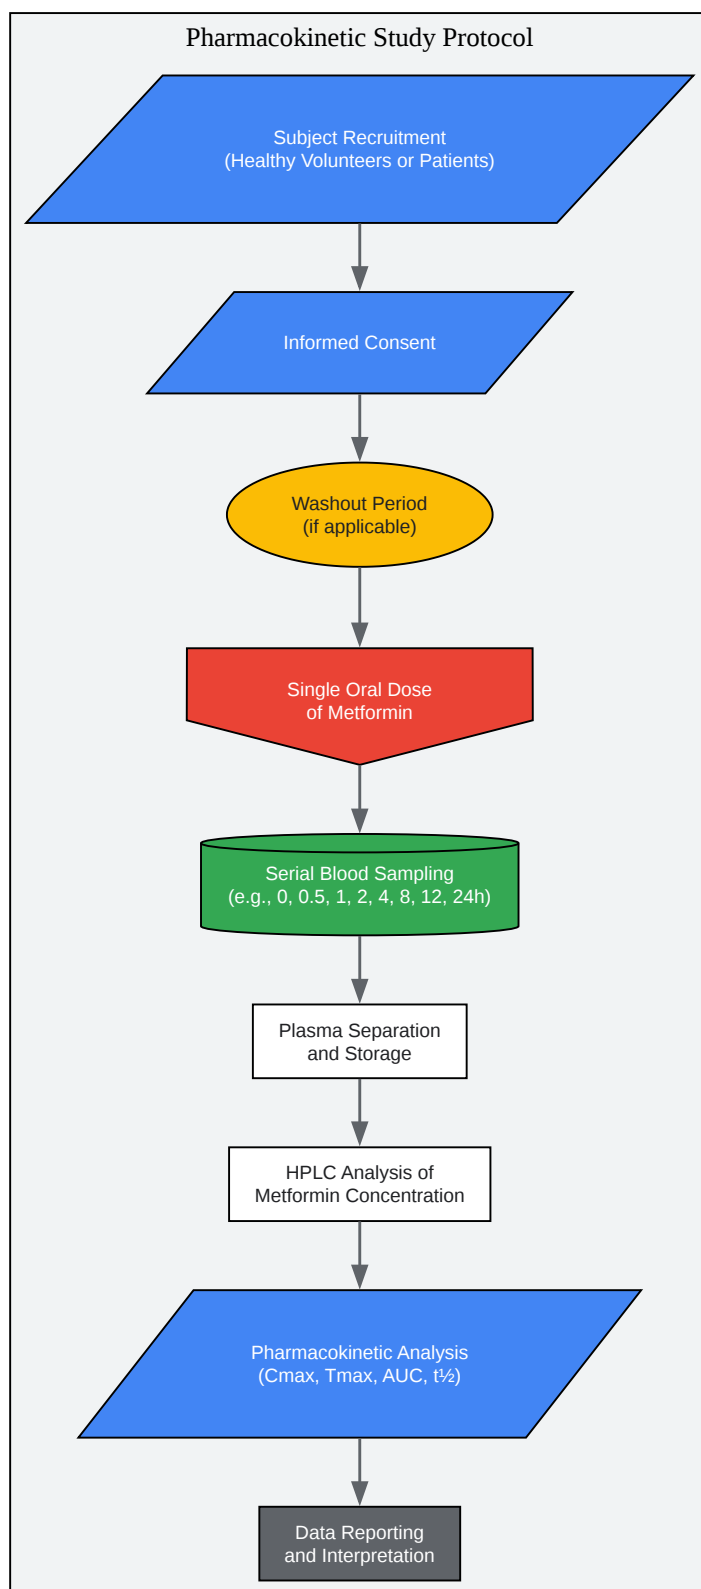 Pharmacokinetic Study Protocol
Subject Recruitment
(Healthy Volunteers or Patients)
Informed Consent
Washout Period
(if applicable)
Single Oral Dose
of Metformin
Serial Blood Sampling
(e.g., 0, 0.5, 1, 2, 4, 8, 12, 24h)
Plasma Separation
and Storage
HPLC Analysis of
Metformin Concentration
Pharmacokinetic Analysis
(Cmax, Tmax, AUC, t½)
Data Reporting
and Interpretation